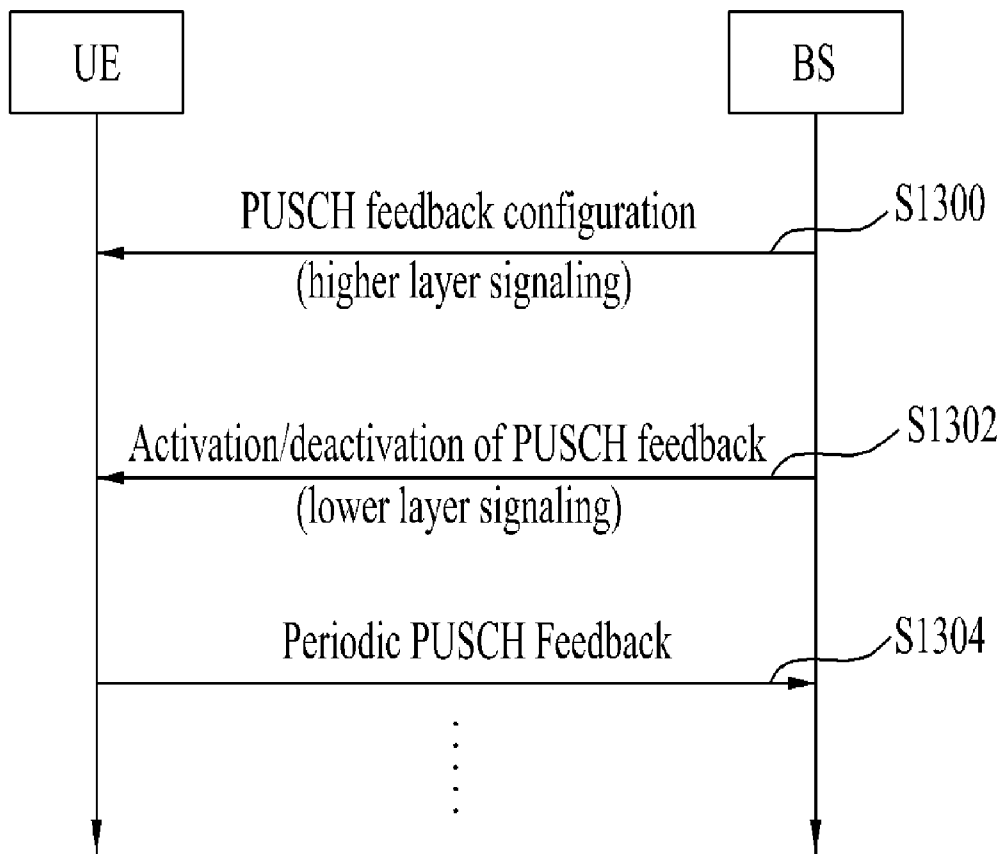 UE
BS
PUSCH feedback configuration
S1300
(higher layer signaling)
Activation/deactivation of PUSCH feedback
S1302
(lower layer signaling)
Periodic PUSCH Feedback
S1304